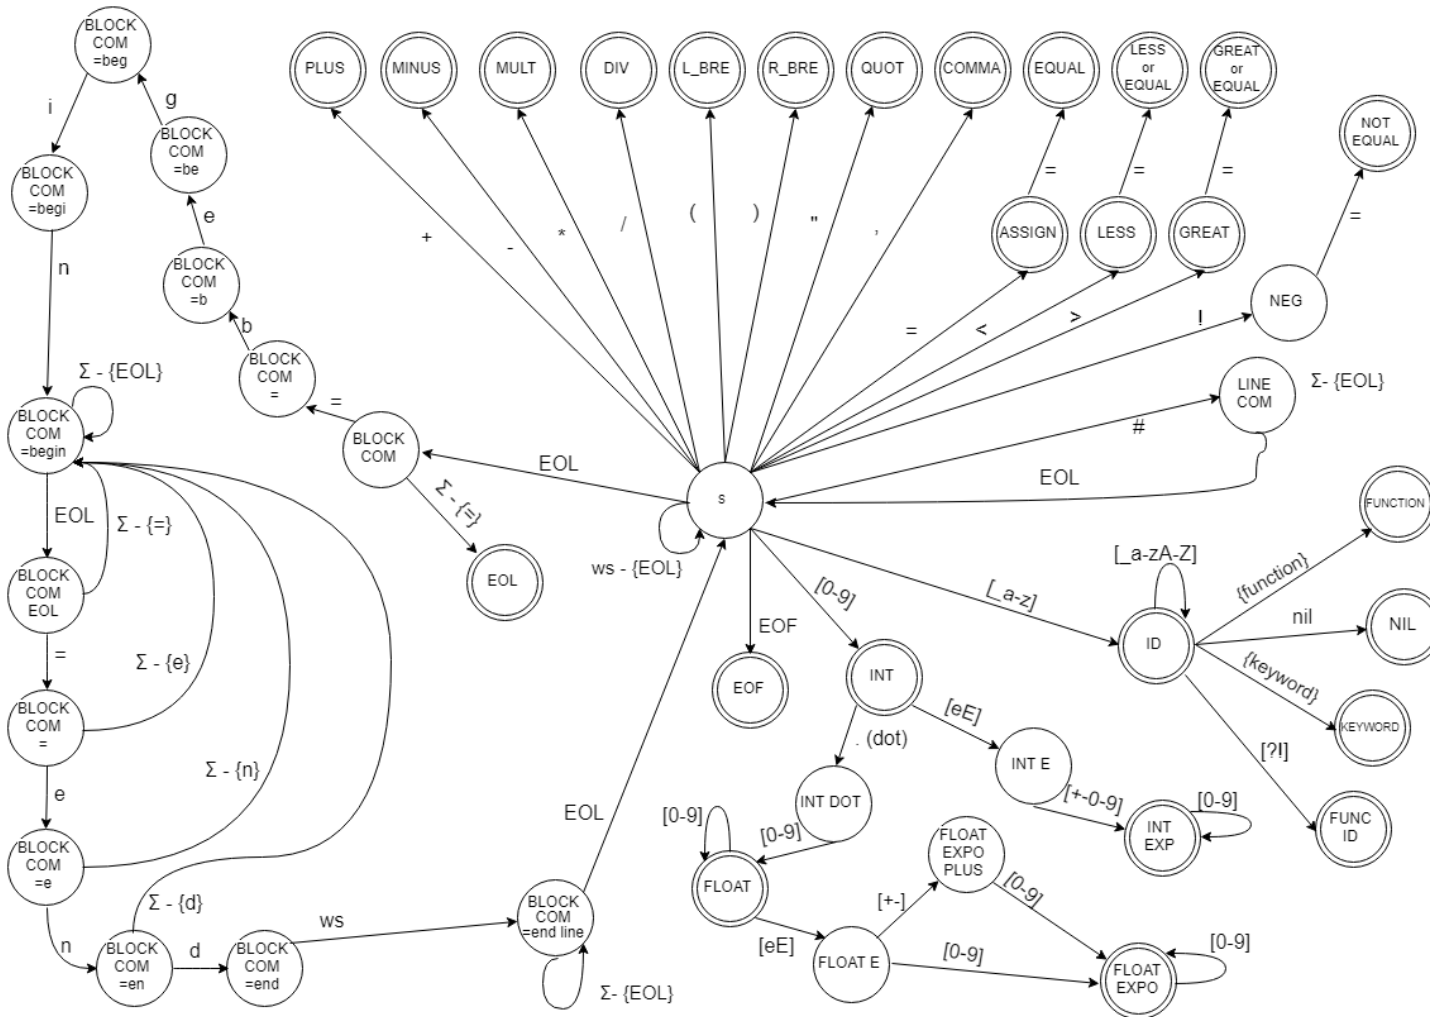 BLOCK
COM
=beg
PLUS
MINUS
MULT
DIV
L_BRE
R_BRE
QUOT
COMMA
EQUAL
LESS
or
EQUAL
GREAT
or
EQUAL
i
g
BLOCK
COM
=be
NOT
EQUAL
BLOCK
COM
=begi
=
=
=
=
e
+
-
*
/
(
)
"
,
ASSIGN
LESS
GREAT
n
BLOCK
COM
=b
NEG
b
=
<
>
!
BLOCK
COM
=
Σ - {EOL}
LINE
COM
Σ- {EOL}
=
BLOCK
COM
=begin
BLOCK
COM
#
EOL
EOL
S
Σ - {=}
FUNCTION
EOL
Σ - {=}
EOL
ws - {EOL}
[0-9]
[_a-z]
[_a-zA-Z]
{function}
BLOCK
COM
EOL
nil
NIL
EOF
ID
=
Σ - {e}
EOF
INT
{keyword}
KEYWORD
BLOCK
COM
=
[eE]
. (dot)
[?!]
Σ - {n}
INT E
e
EOL
INT DOT
[+-0-9]
[0-9]
[0-9]
[0-9]
INT
EXP
FUNC
ID
BLOCK
COM
=e
FLOAT
EXPO
PLUS
FLOAT
[0-9]
Σ - {d}
ws
BLOCK
COM
=end line
[+-]
n
BLOCK
COM
=en
d
BLOCK
COM
=end
[eE]
FLOAT E
[0-9]
FLOAT
EXPO
[0-9]
Σ- {EOL}